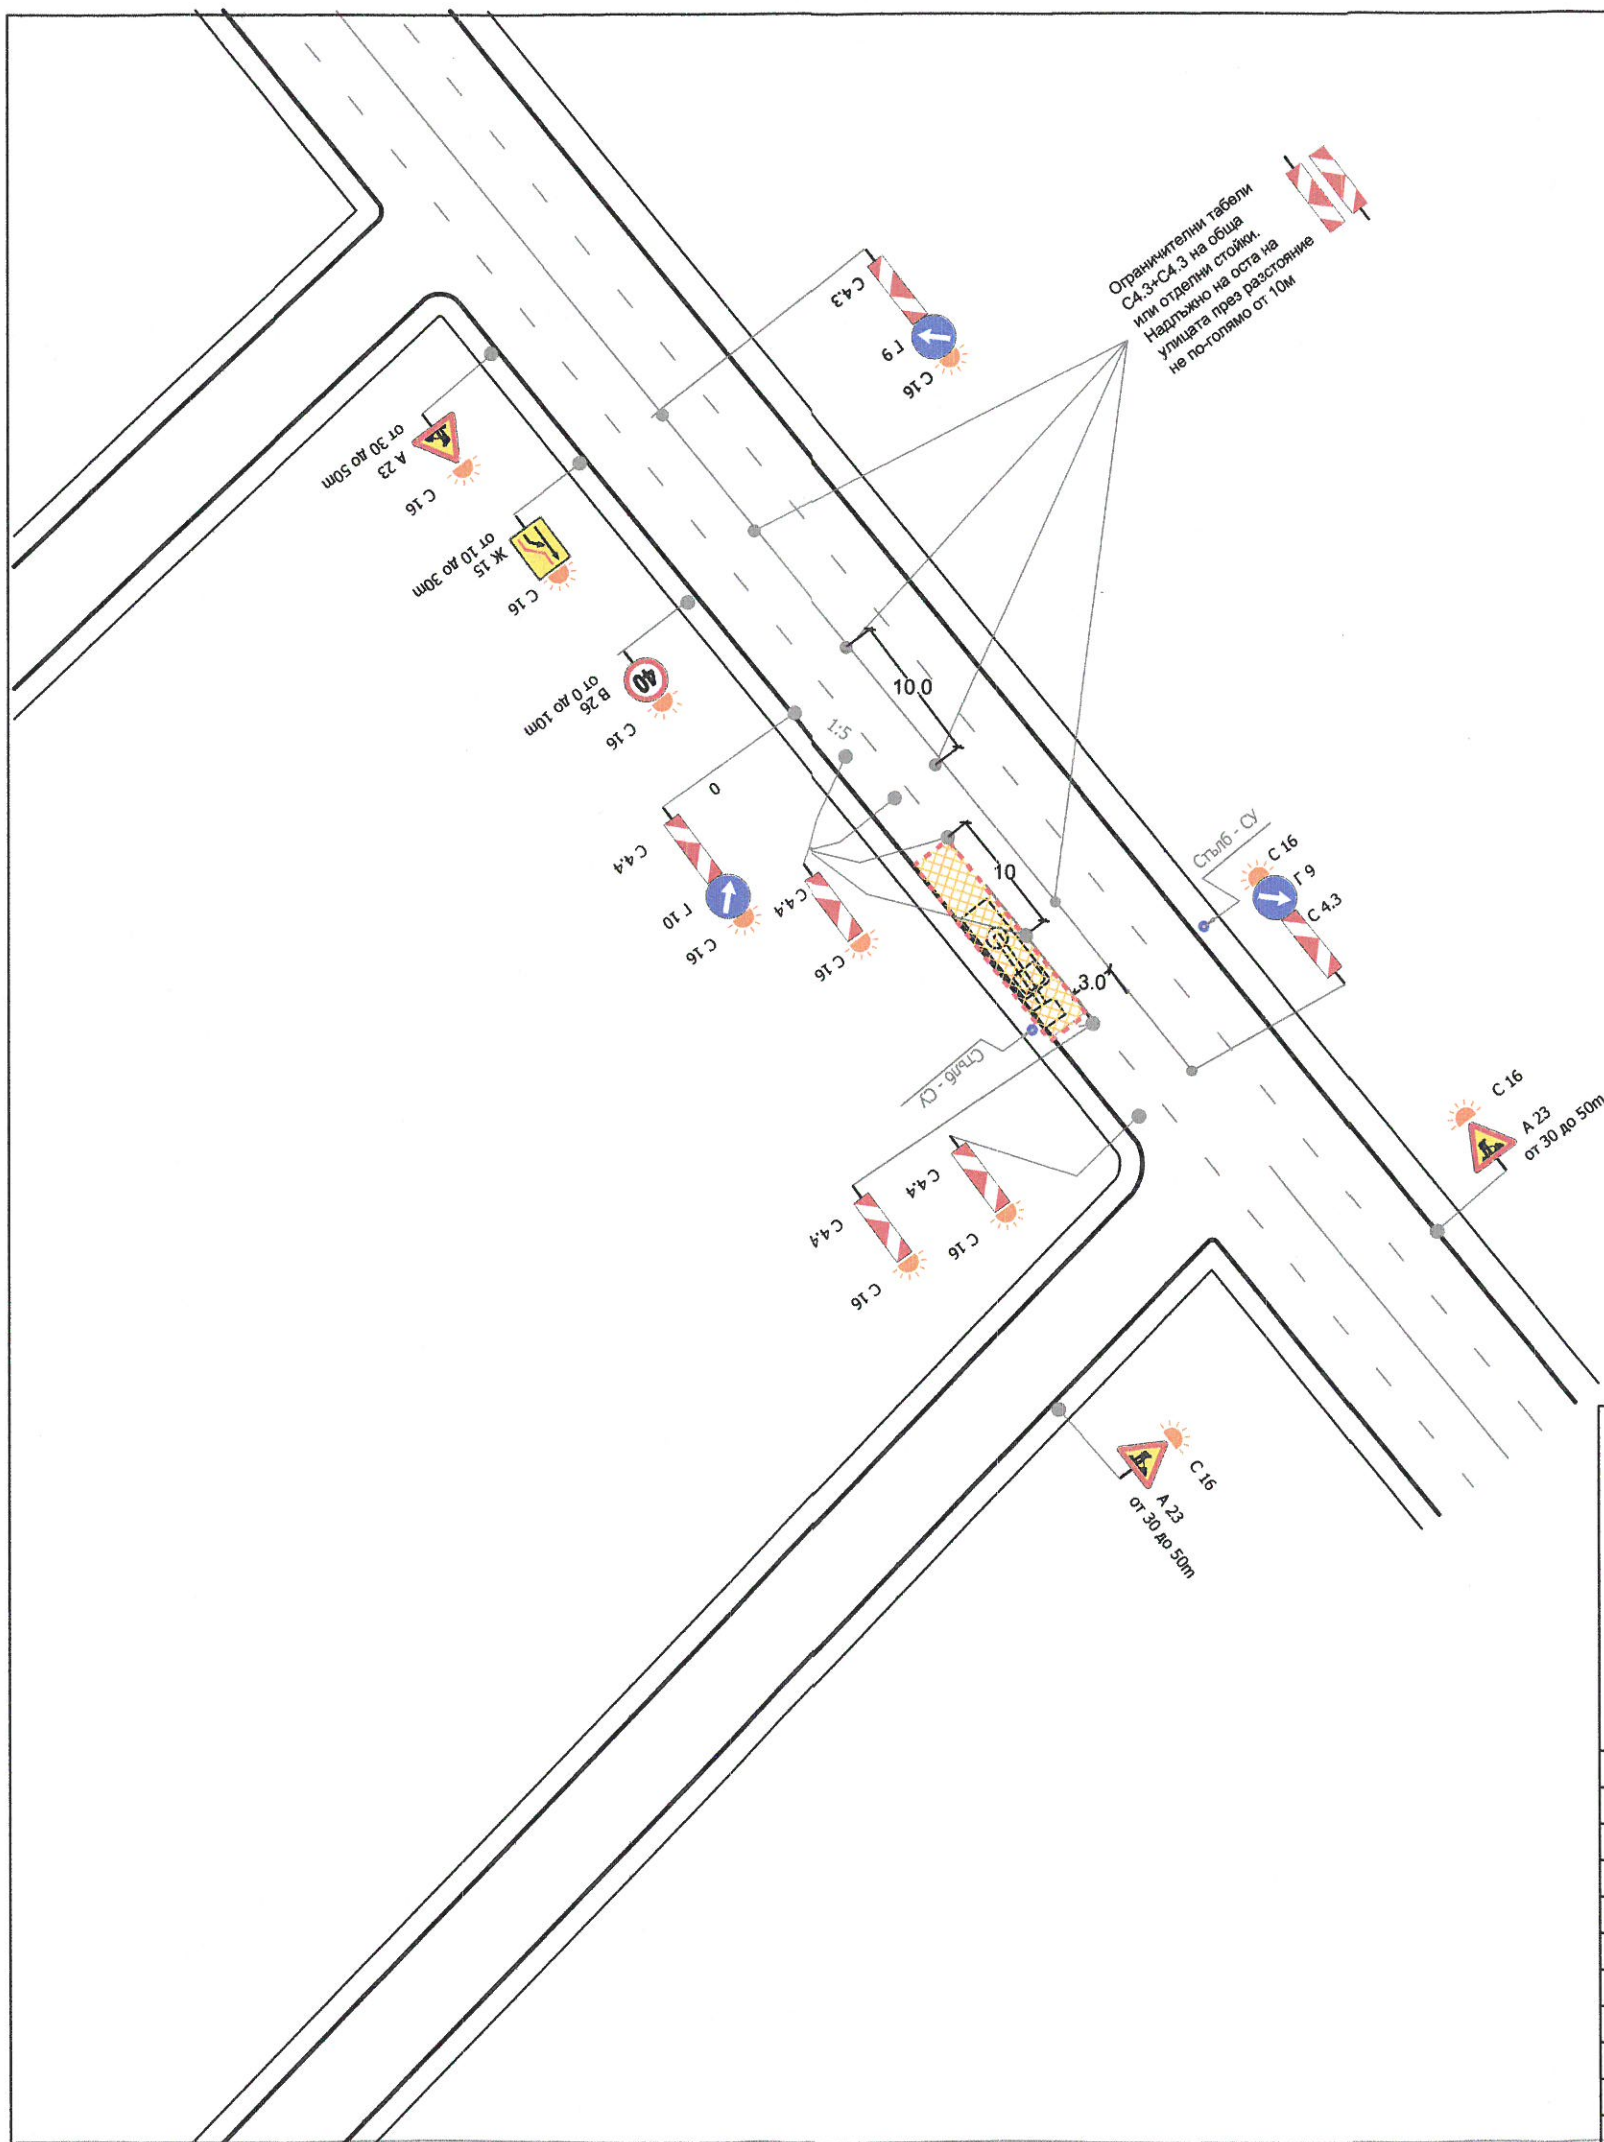 Ограничителни табели
С4.3+С4.3 на обща
или отделни стойки.
Надлъжно на оста на
улицата през разстояние
не по-голямо от 10м
С 4.3
Г 9
С 16
А 23
от 30 до 50m
С 16
Ж 15
от 10 до 30m
С 16
В 26
от 0 до 10m
40
С 16
10.0
1:5
0
С 4.4
Г 10
С 16
С 4.4
С 16
10
3.0
Стълб - СУ
С 16
Г 9
С 4.3
Стълб - СУ
С 4.4
С 16
С 4.4
С 16
С 16
А 23
от 30 до 50m
С 16
А 23
от 30 до 50m